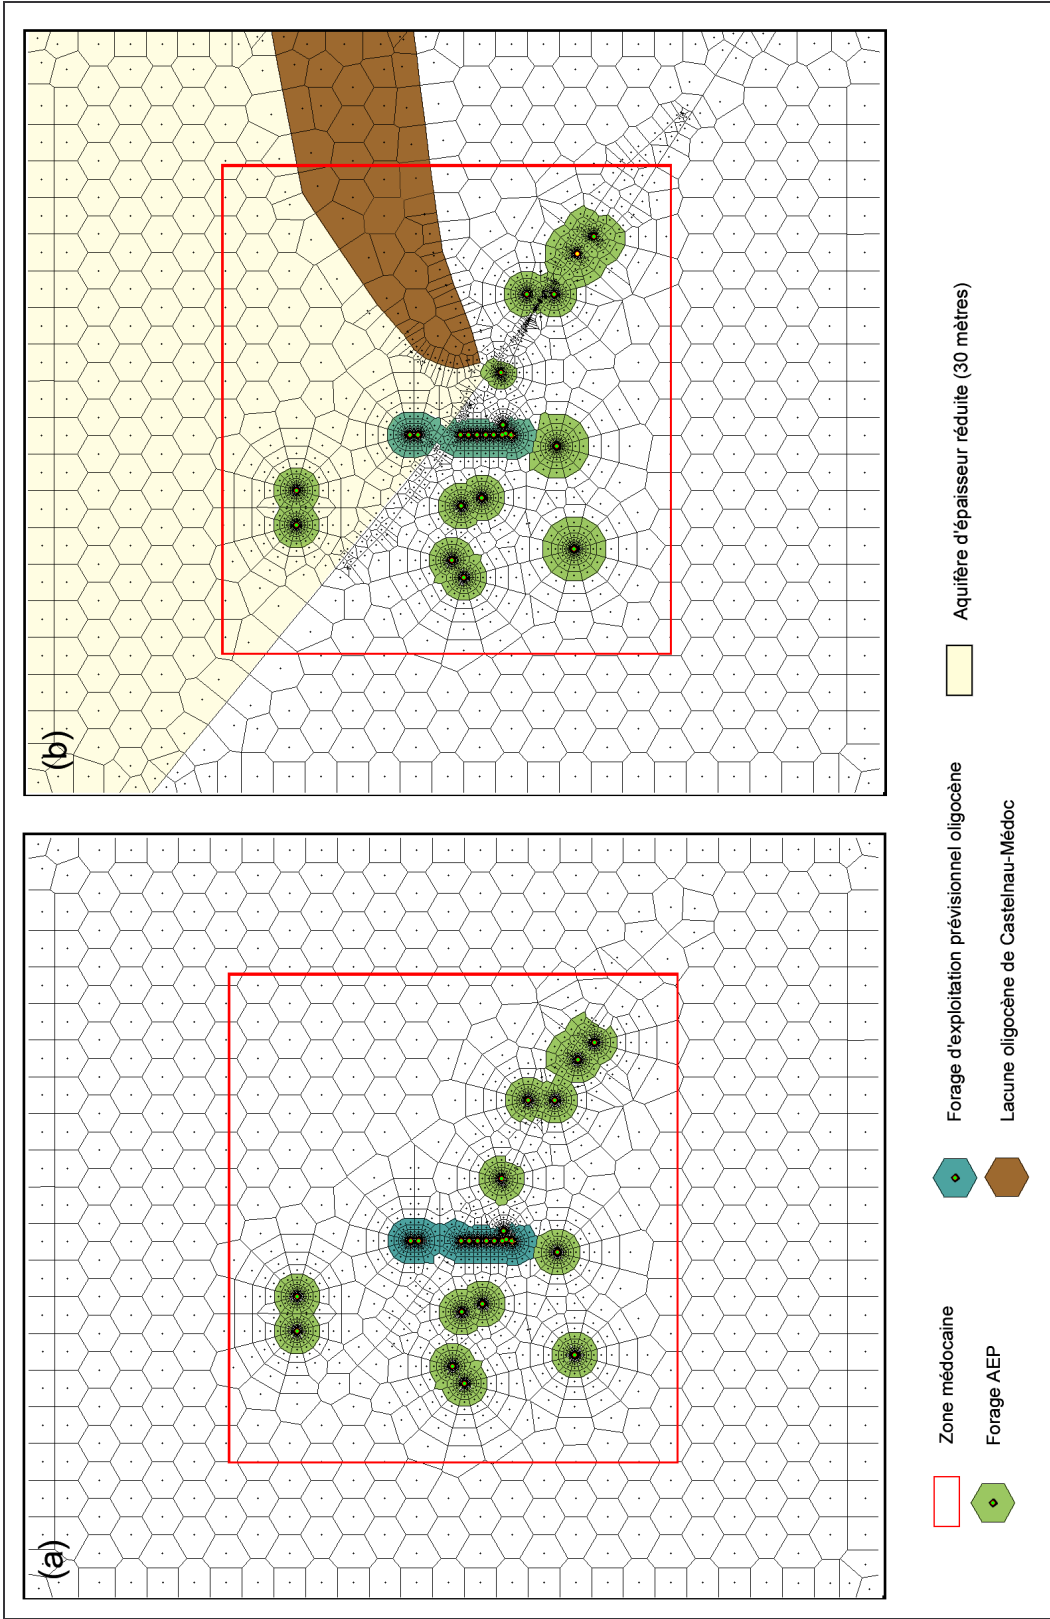 (a)
(b)
Zone médocaine
Forage d'exploitation prévisionnel oligocène
Aquifère d'épaisseur réduite (30 mètres)
Forage AEP
Lacune oligocène de Castelnau-Médoc